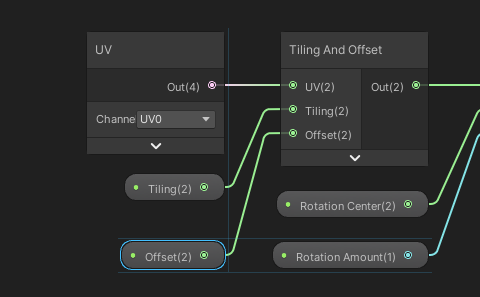 UV
Out(4)
Channe UV0
Tiling And Offset
UV(2)
Out(2)
Tiling(2)
Offset(2)
Tiling(2)
Rotation Center(2)
Offset(2)
Rotation Amount(1)